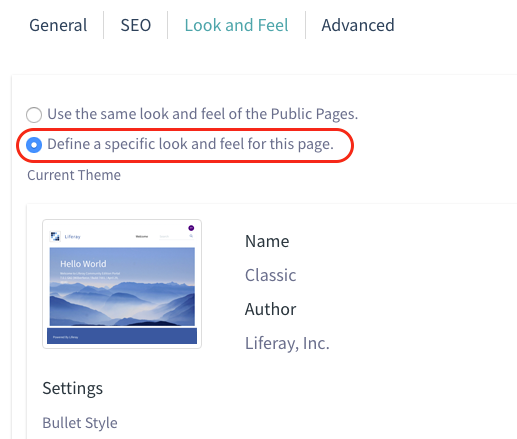 General SEO Look and Feel Advanced
Use the same look and feel of the Public Pages.
Define a specific look and feel for this page.
Current Theme
Liferay
Welcome
Hello World
Name
Classic
Author
Liferay, Inc.
Settings
Bullet Style